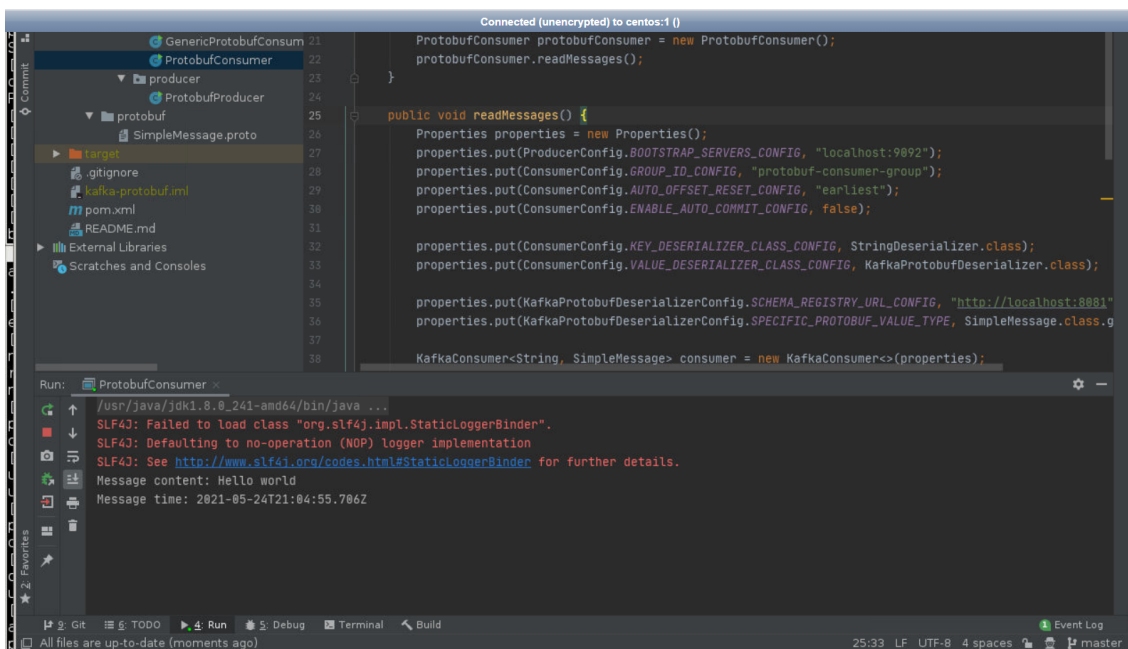 Connected (unencrypted) to centos:1 ()
Commit
GenericProtobufConsum
ProtobufConsumer
producer
ProtobufProducer
protobuf
SimpleMessage.proto
target
.gitignore
kafka-protobuf.iml
pom.xml
README.md
External Libraries
Scratches and Consoles
21 ProtobufConsumer protobufConsumer = new ProtobufConsumer();
22 protobufConsumer.readMessages();
23 }
24
25 public void readMessages() {
26 Properties properties = new Properties();
27 properties.put(ProducerConfig.BOOTSTRAP_SERVERS_CONFIG, "localhost:9092");
28 properties.put(ConsumerConfig.GROUP_ID_CONFIG, "protobuf-consumer-group");
29 properties.put(ConsumerConfig.AUTO_OFFSET_RESET_CONFIG, "earliest");
30 properties.put(ConsumerConfig.ENABLE_AUTO_COMMIT_CONFIG, false);
31
32 properties.put(ConsumerConfig.KEY_DESERIALIZER_CLASS_CONFIG, StringDeserializer.class);
33 properties.put(ConsumerConfig.VALUE_DESERIALIZER_CLASS_CONFIG, KafkaProtobufDeserializer.class);
34
35 properties.put(KafkaProtobufDeserializerConfig.SCHEMA_REGISTRY_URL_CONFIG, "http://localhost:8081"
36 properties.put(KafkaProtobufDeserializerConfig.SPECIFIC_PROTOBUF_VALUE_TYPE, SimpleMessage.class.g
37
38 KafkaConsumer<String, SimpleMessage> consumer = new KafkaConsumer<>(properties);
Run: ProtobufConsumer
/usr/java/jdk1.8.0_241-amd64/bin/java ...
SLF4J: Failed to load class "org.slf4j.impl.StaticLoggerBinder".
SLF4J: Defaulting to no-operation (NOP) logger implementation
SLF4J: See http://www.slf4j.org/codes.html#StaticLoggerBinder for further details.
Message content: Hello world
Message time: 2021-05-24T21:04:55.706Z
2: Favorites
9: Git 6: TODO 4: Run 5: Debug Terminal Build 1 Event Log
All files are up-to-date (moments ago) 25:33 LF UTF-8 4 spaces master